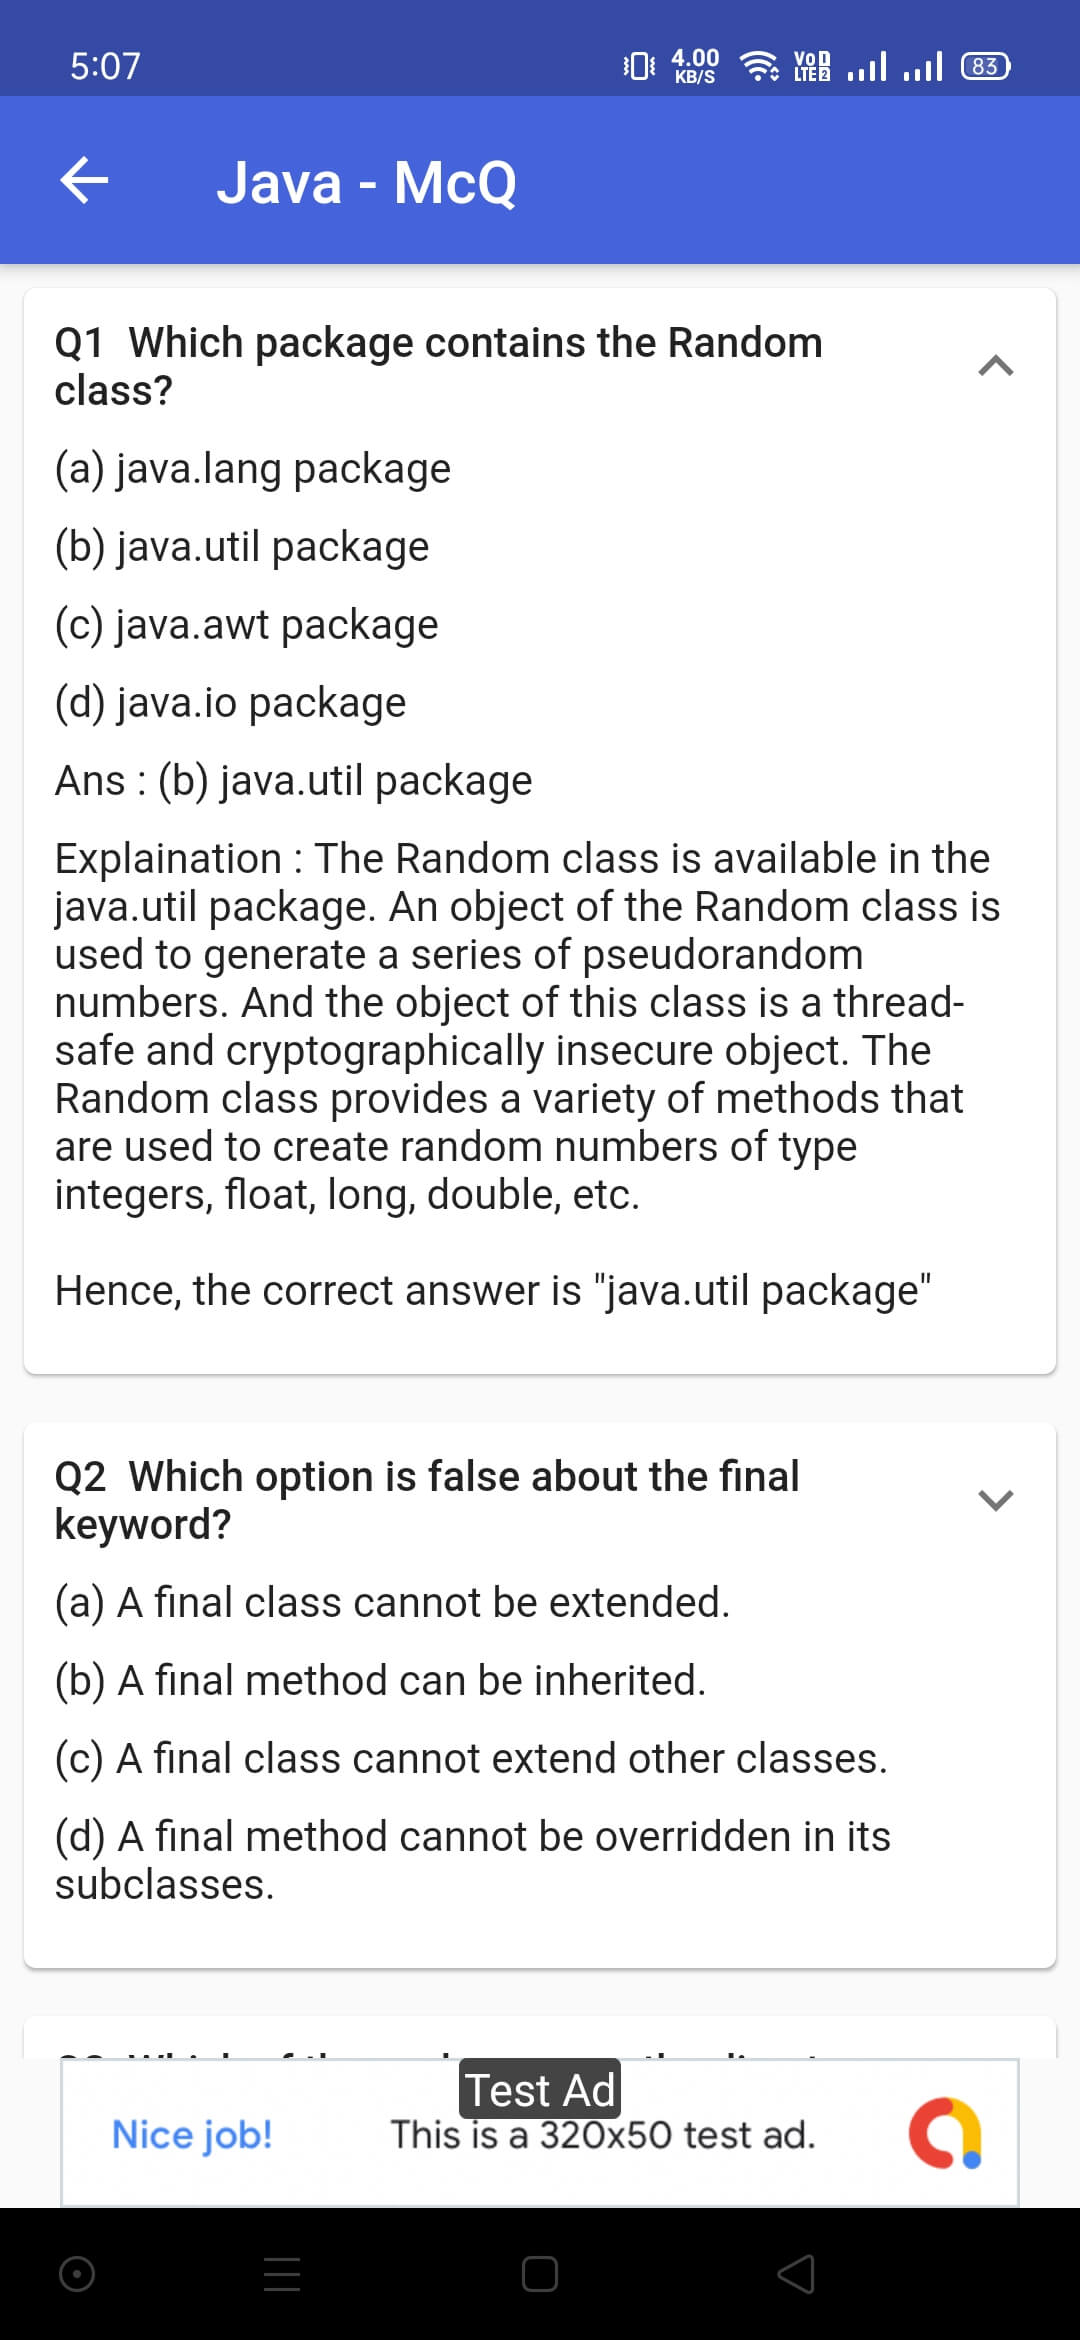 5:07
4.00
KB/S
VoD
LTE 2
83
Java - McQ
Q1 Which package contains the Random
class?
(a) java.lang package
(b) java.util package
(c) java.awt package
(d) java.io package
Ans : (b) java.util package
Explaination : The Random class is available in the
java.util package. An object of the Random class is
used to generate a series of pseudorandom
numbers. And the object of this class is a thread-
safe and cryptographically insecure object. The
Random class provides a variety of methods that
are used to create random numbers of type
integers, float, long, double, etc.
Hence, the correct answer is "java.util package"
Q2 Which option is false about the final
keyword?
(a) A final class cannot be extended.
(b) A final method can be inherited.
(c) A final class cannot extend other classes.
(d) A final method cannot be overridden in its
subclasses.
Test Ad
Nice job!
This is a 320x50 test ad.